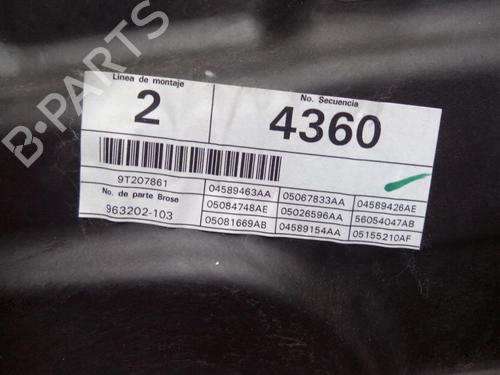 B-PARTS
Línea de montaje
No. Secuencia
2
4360
9T207861
No. de parte Brose
963202-103
04589463AA 05067833AA 04589426AE
05084748AE 05026596AA 56054047AB
05081669AB 04589154AA 05155210AF